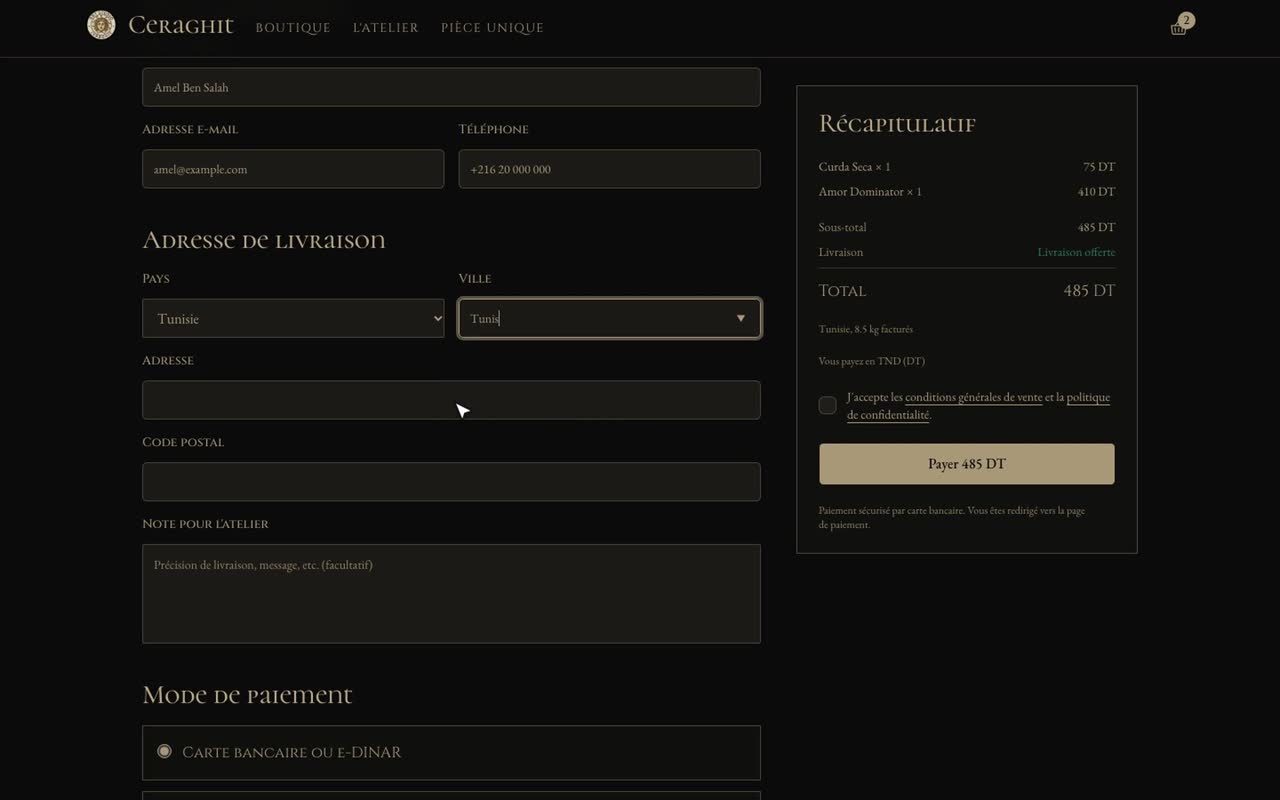 Ceraghit BOUTIQUE L'ATELIER PIÈCE UNIQUE 2
Amel Ben Salah
Adresse e-mail Téléphone
amel@example.com +216 20 000 000
Adresse de livraison
Pays Ville
Tunisie Tunis
Adresse
Code postal
Note pour l'atelier
Précision de livraison, message, etc. (facultatif)
Mode de paiement
Carte bancaire ou e-DINAR
Récapitulatif
Curda Seca × 1 75 DT
Amor Dominator × 1 410 DT
Sous-total 485 DT
Livraison Livraison offerte
Total 485 DT
Tunisie, 8.5 kg facturés
Vous payez en TND (DT)
J'accepte les conditions générales de vente et la politique
de confidentialité.
Payer 485 DT
Paiement sécurisé par carte bancaire. Vous êtes redirigé vers la page
de paiement.